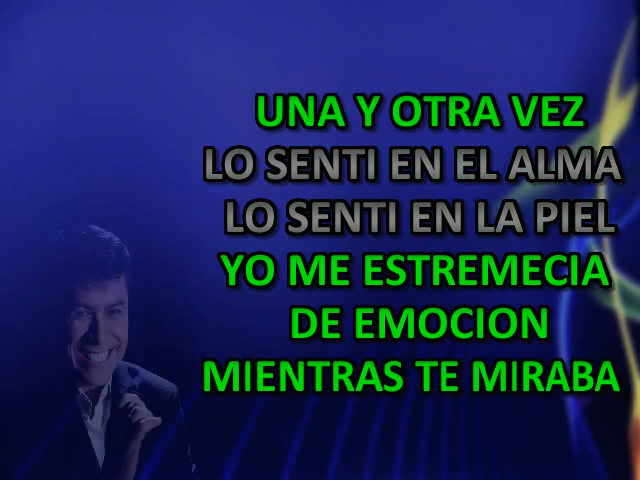 UNA Y OTRA VEZ
LO SENTI EN EL ALMA
LO SENTI EN LA PIEL
YO ME ESTREMECIA
DE EMOCION
MIENTRAS TE MIRABA